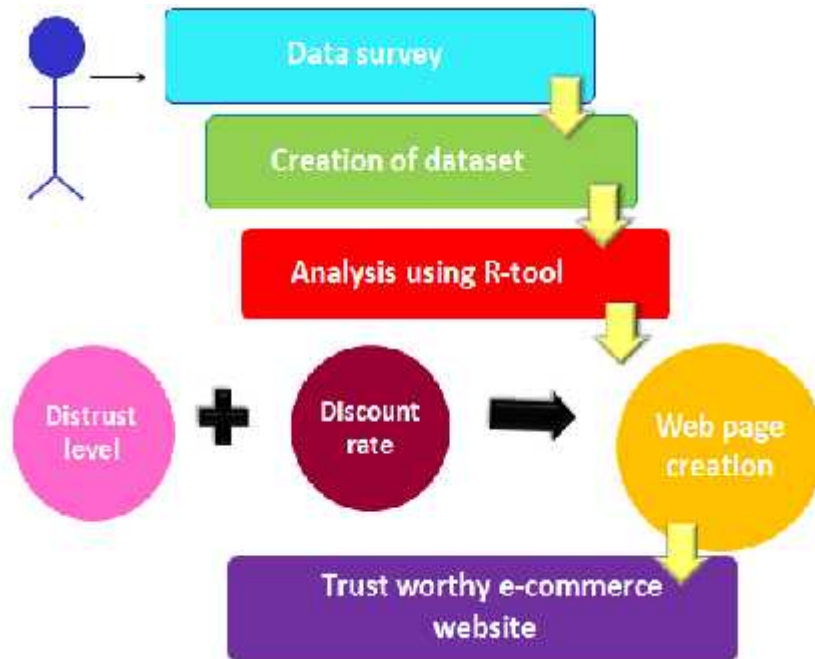 Data survey
Creation of dataset
Analysis using R-tool
Distrust
level
Discount
rate
Web page
creation
Trust worthy e-commerce
website